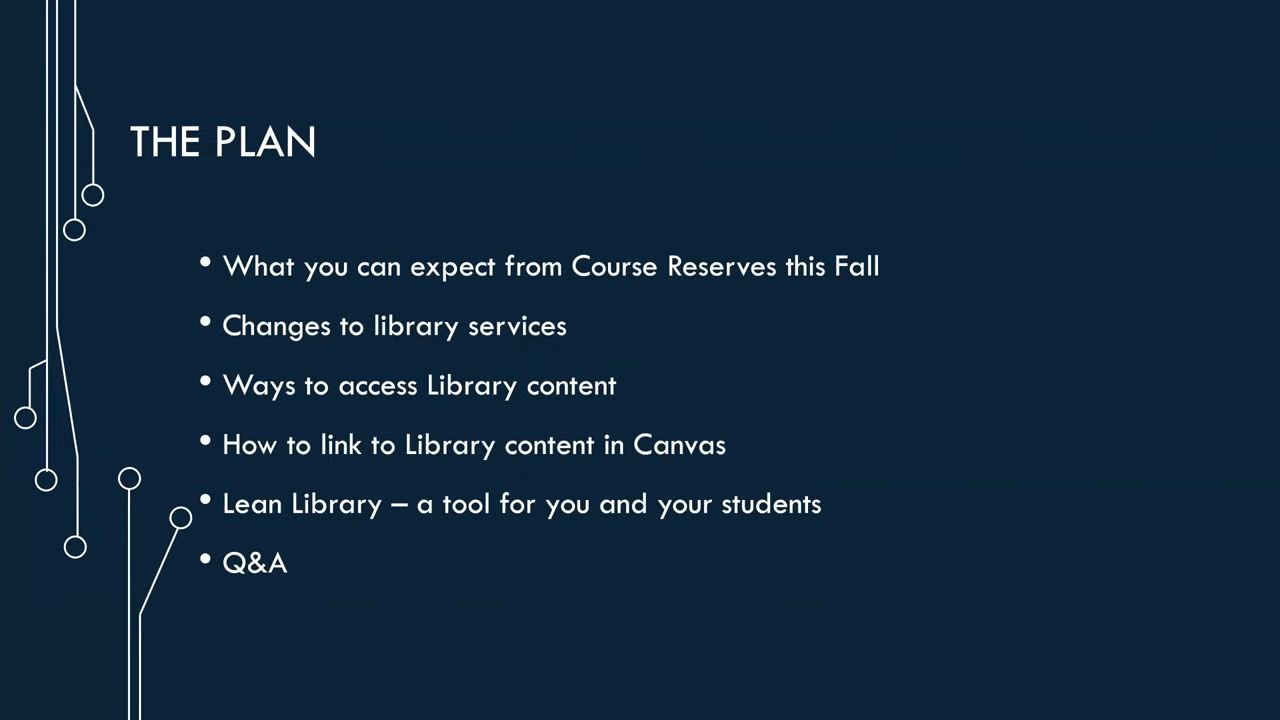 THE PLAN
• What you can expect from Course Reserves this Fall
• Changes to library services
• Ways to access Library content
• How to link to Library content in Canvas
• Lean Library – a tool for you and your students
• Q&A